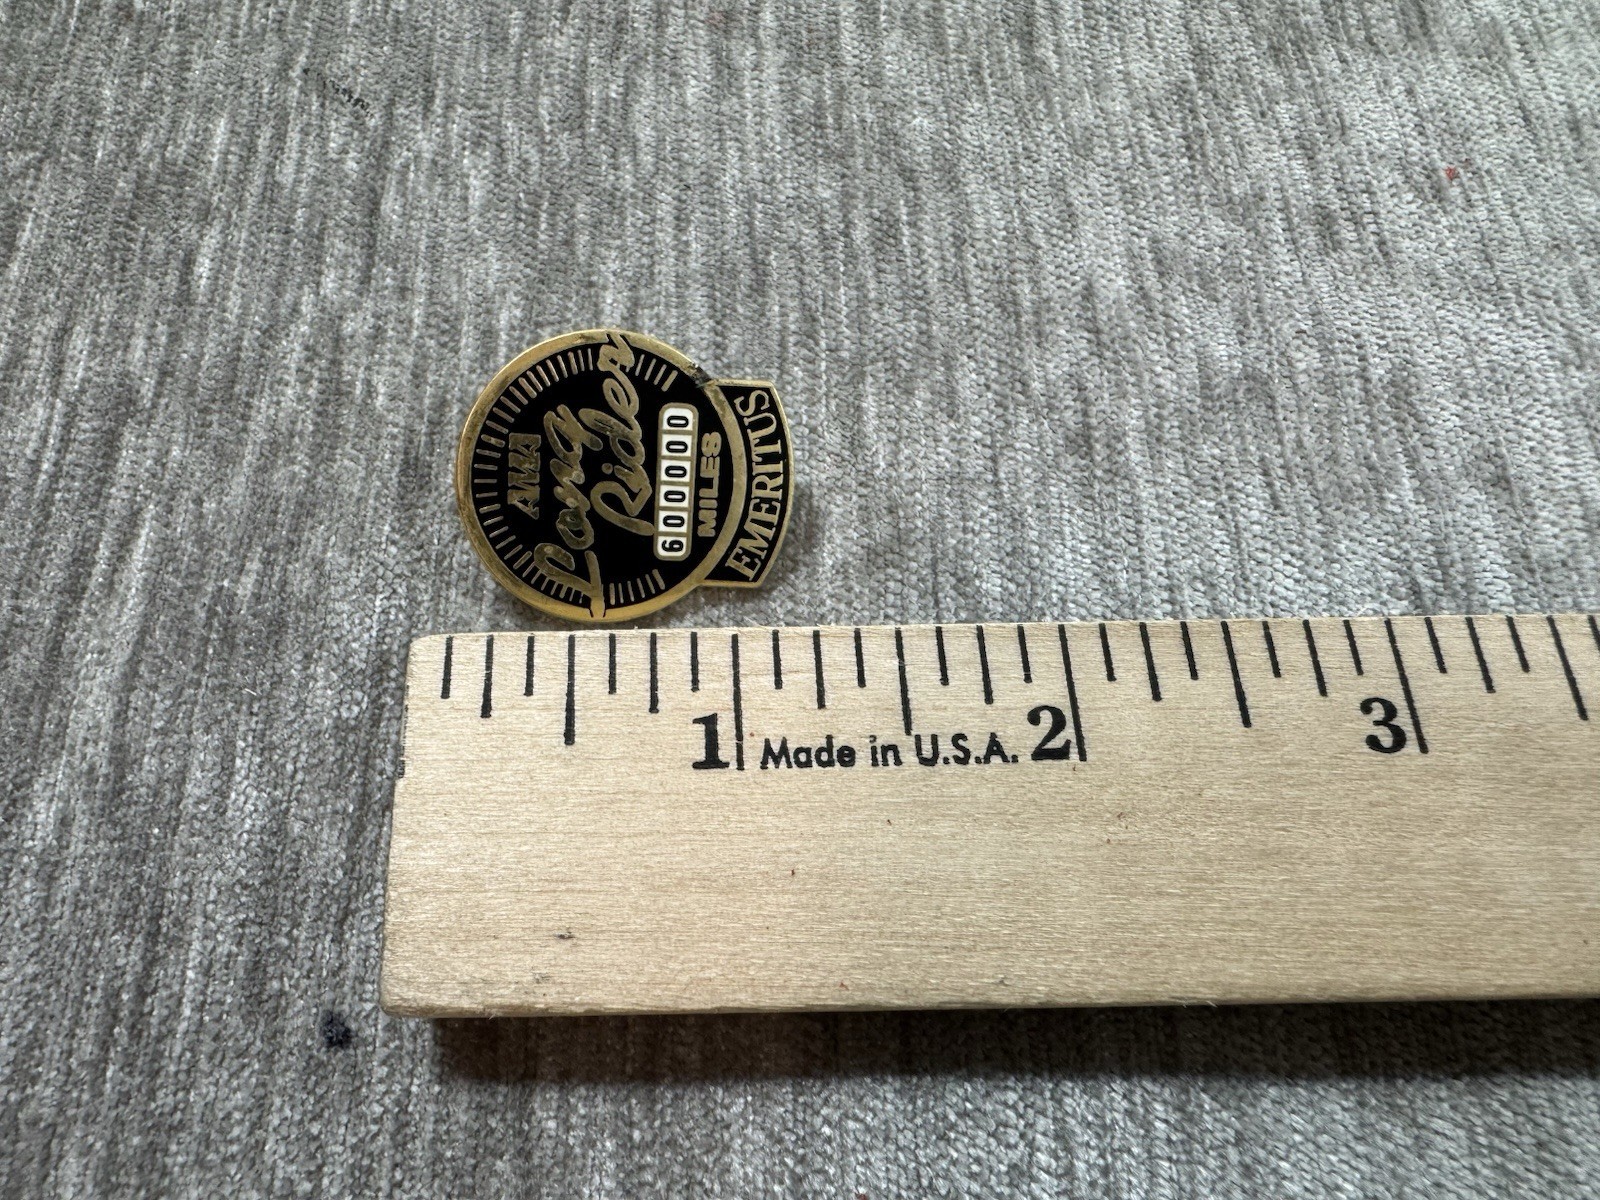 AMA
Long
Rider
600000
MILES
EMERITUS
1 Made in U.S.A. 2 3